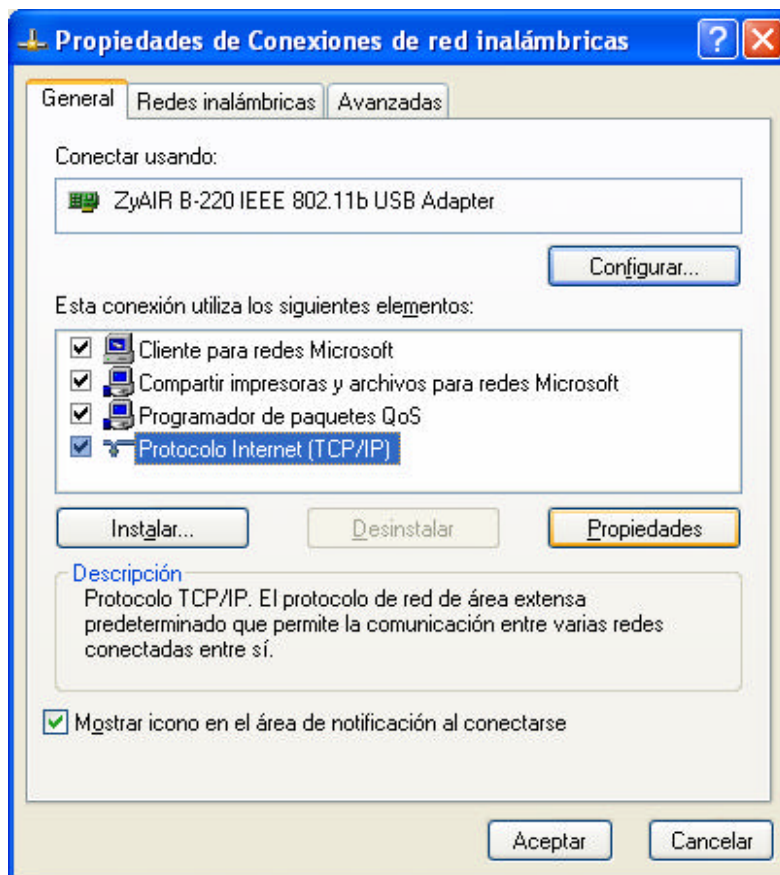 Propiedades de Conexiones de red inalámbricas
General
Redes inalámbricas
Avanzadas
Conectar usando:
ZyAIR B-220 IEEE 802.11b USB Adapter
Configurar...
Esta conexión utiliza los siguientes elementos:
Cliente para redes Microsoft
Compartir impresoras y archivos para redes Microsoft
Programador de paquetes QoS
Protocolo Internet (TCP/IP)
Instalar...
Desinstalar
Propiedades
Descripción
Protocolo TCP/IP. El protocolo de red de área extensa
predeterminado que permite la comunicación entre varias redes
conectadas entre sí.
Mostrar icono en el área de notificación al conectarse
Aceptar
Cancelar